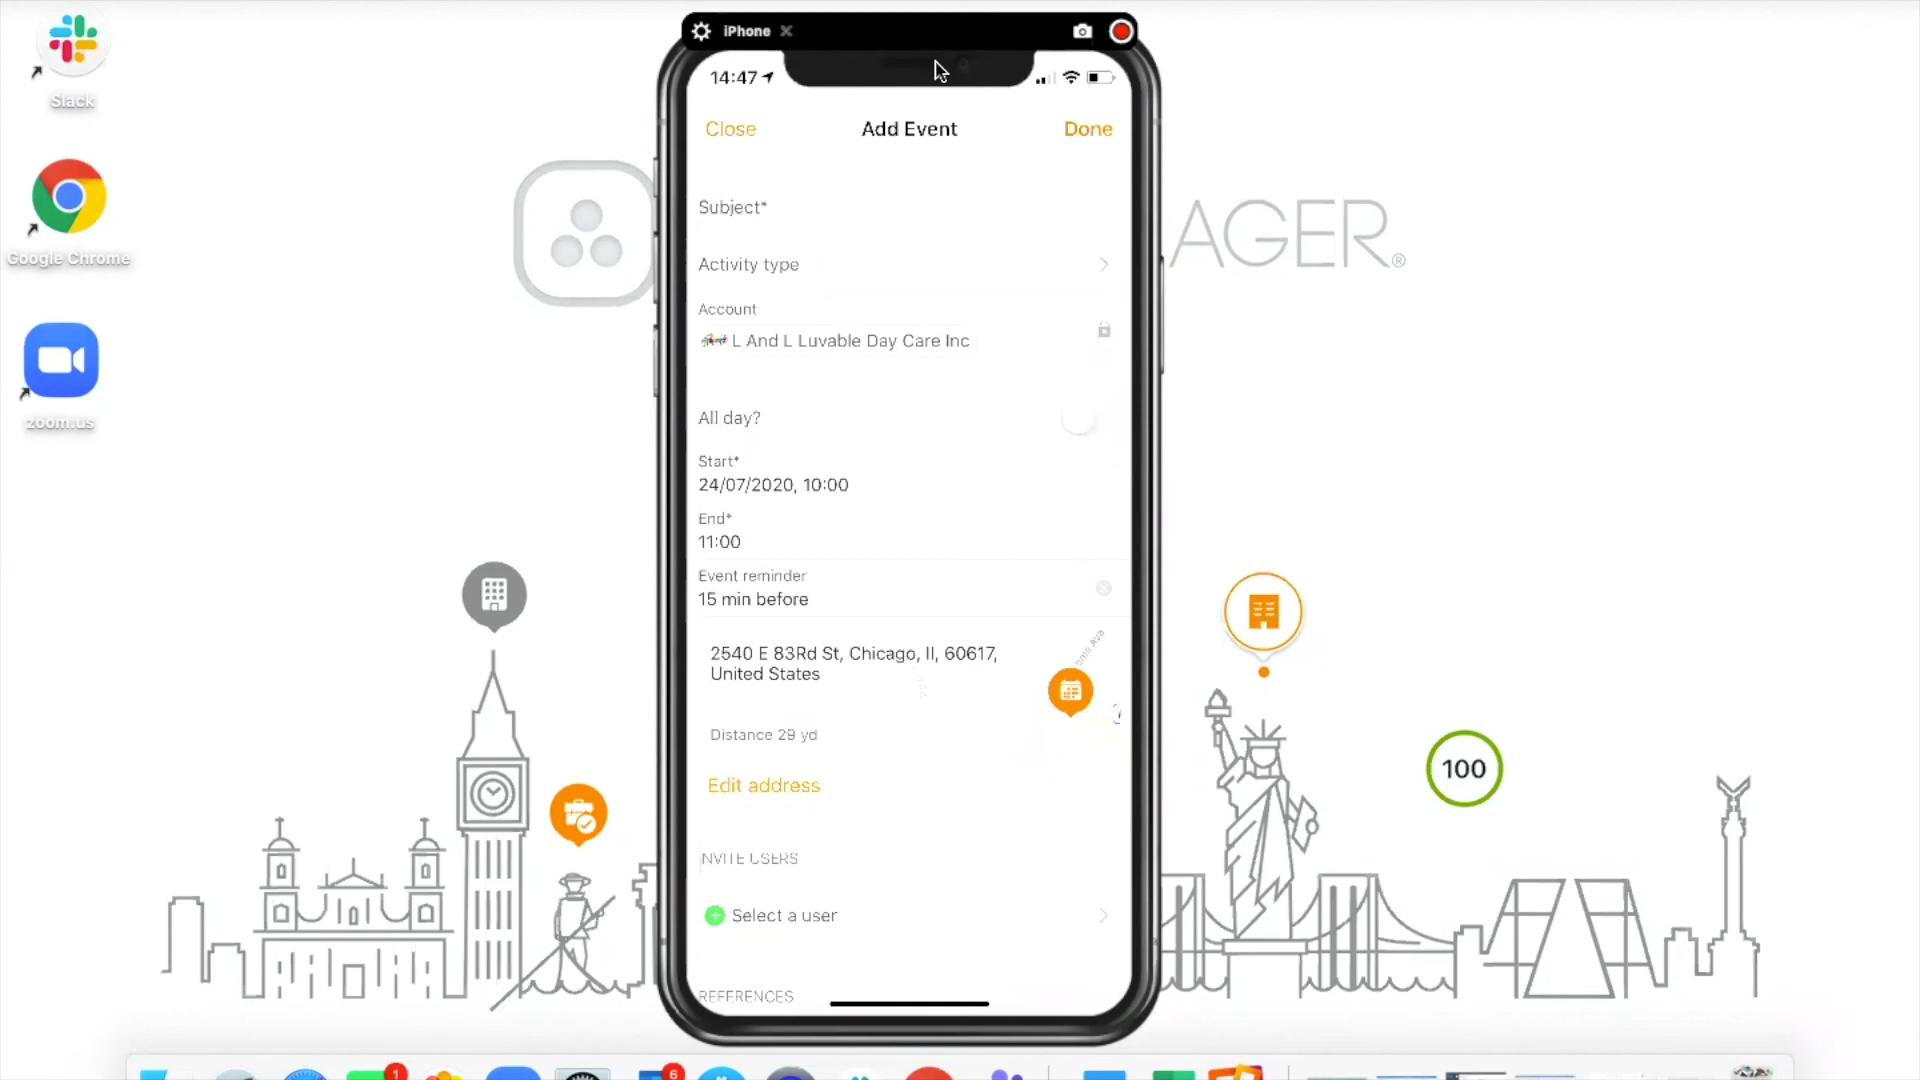 iPhone
14:47
Close
Add Event
Done
Slack
Google Chrome
zoom.us
AGER®
Subject*
Activity type
Account
L And L Luvable Day Care Inc
All day?
Start*
24/07/2020, 10:00
End*
11:00
Event reminder
15 min before
2540 E 83Rd St, Chicago, Il, 60617,
United States
Distance 29 yd
Edit address
NVITE USERS
Select a user
REFERENCES
100
1
6